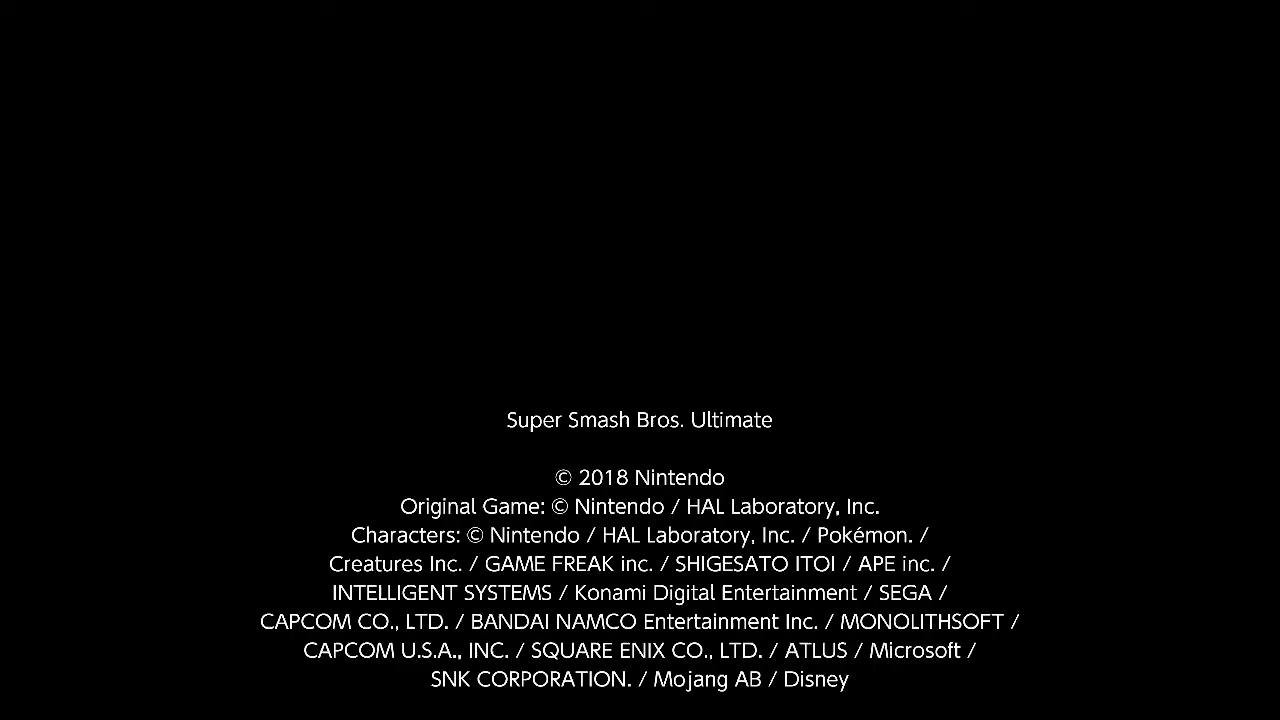 Super Smash Bros. Ultimate
© 2018 Nintendo
Original Game: © Nintendo / HAL Laboratory, Inc.
Characters: © Nintendo / HAL Laboratory, Inc. / Pokémon. /
Creatures Inc. / GAME FREAK inc. / SHIGESATO ITOI / APE inc. /
INTELLIGENT SYSTEMS / Konami Digital Entertainment / SEGA /
CAPCOM CO., LTD. / BANDAI NAMCO Entertainment Inc. / MONOLITHSOFT /
CAPCOM U.S.A., INC. / SQUARE ENIX CO., LTD. / ATLUS / Microsoft /
SNK CORPORATION. / Mojang AB / Disney